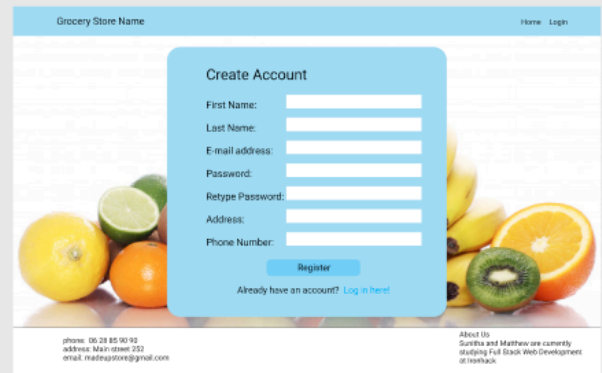 Grocery Store Name
Home Login
Create Account
First Name:
Last Name:
E-mail address:
Password:
Retype Password:
Address:
Phone Number:
Register
Already have an account? Log in here!
phone: 06 28 85 90 90
address: Main street 252
email: madeupstore@gmail.com
About Us
Sunitha and Matthew are currently
studying Full Stack Web Development
at Ironhack